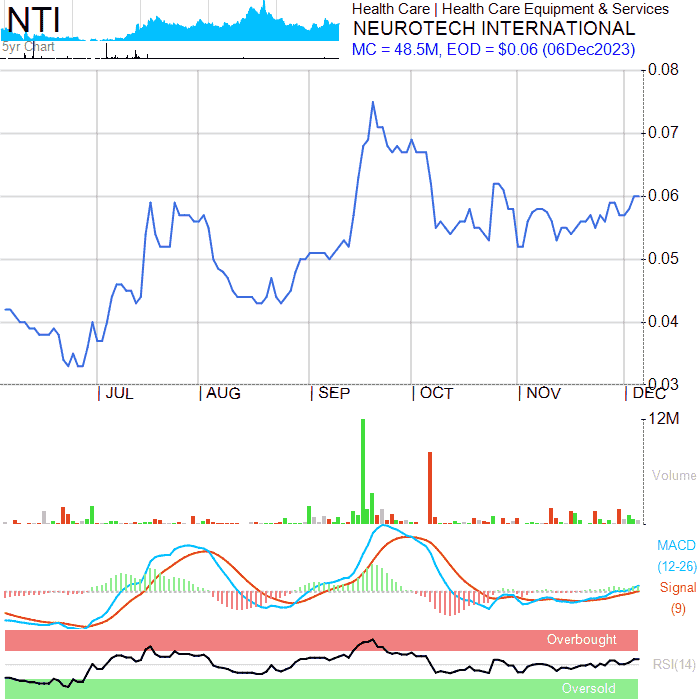 NTI
5yr Chart
Health Care | Health Care Equipment & Services
NEUROTECH INTERNATIONAL
MC = 48.5M, EOD = $0.06 (06Dec2023)
0.08
0.07
0.06
0.05
0.04
0.03
JUL AUG SEP OCT NOV DEC
12M
Volume
MACD
(12-26)
Signal
(9)
Overbought
RSI(14)
Oversold